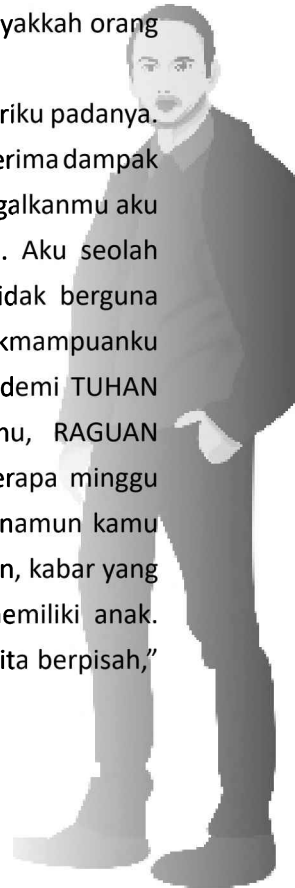 yakkah orang
riku padanya.
erima dampak
galkanmu aku
. Aku seolah
idak berguna
kmampuanku
demi TUHAN
nu, RAGUAN
erapa minggu
namun kamu
n, kabar yang
nemiliki anak.
ita berpisah,”